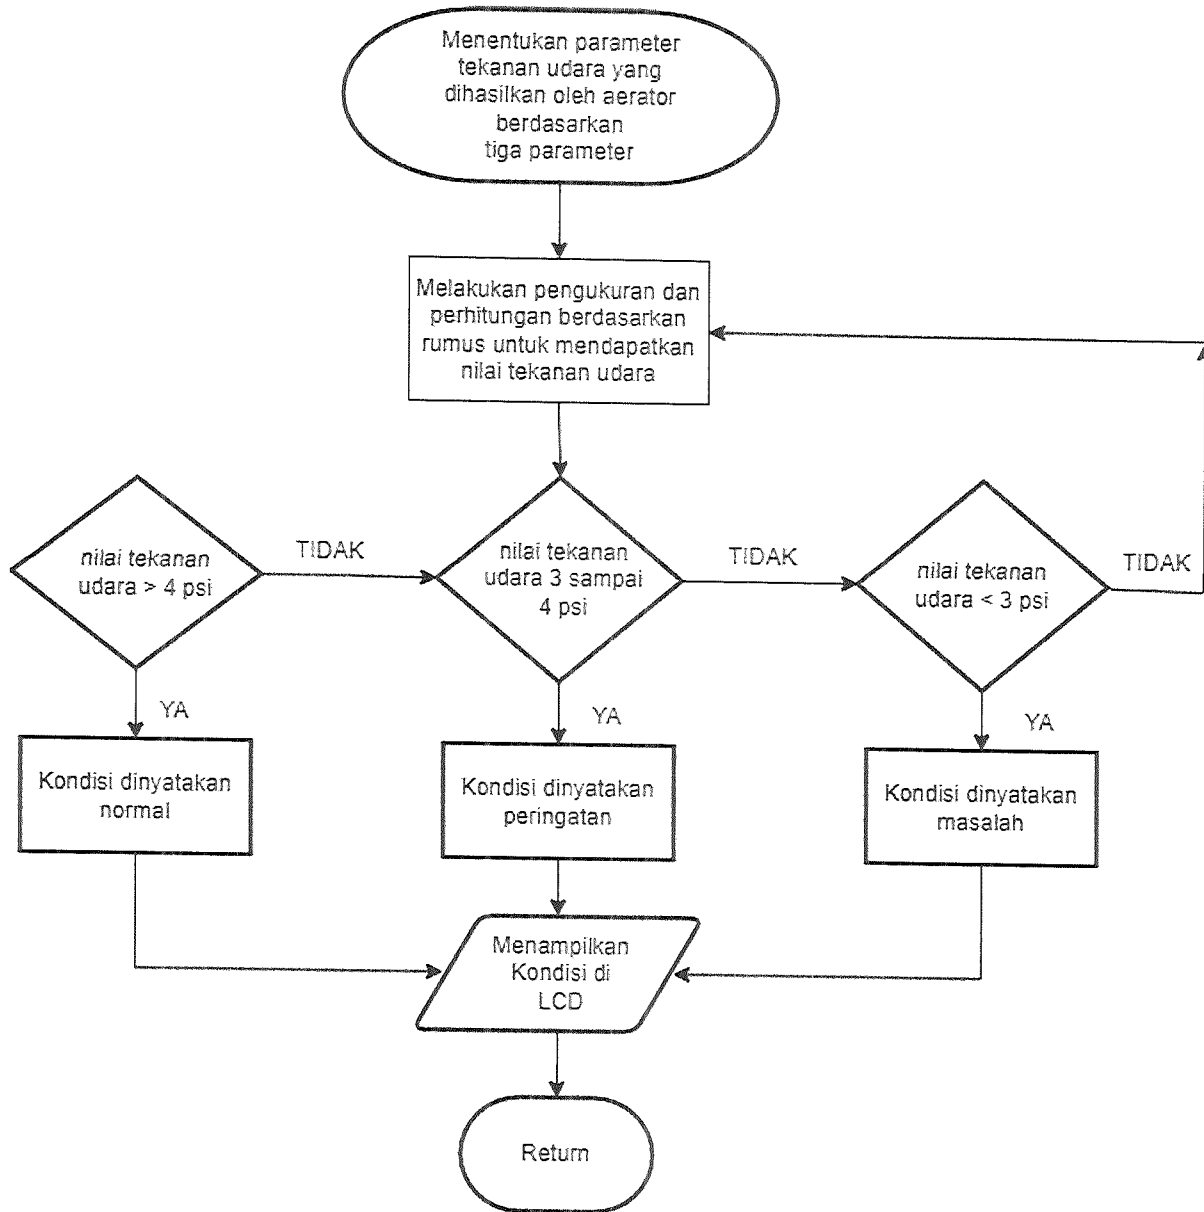 Menentukan parameter
tekanan udara yang
dihasilkan oleh aerator
berdasarkan
tiga parameter
Melakukan pengukuran dan
perhitungan berdasarkan
rumus untuk mendapatkan
nilai tekanan udara
nilai tekanan
udara > 4 psi
TIDAK
nilai tekanan
udara 3 sampai
4 psi
TIDAK
nilai tekanan
udara < 3 psi
TIDAK
YA
YA
YA
Kondisi dinyatakan
normal
Kondisi dinyatakan
peringatan
Kondisi dinyatakan
masalah
Menampilkan
Kondisi di
LCD
Return